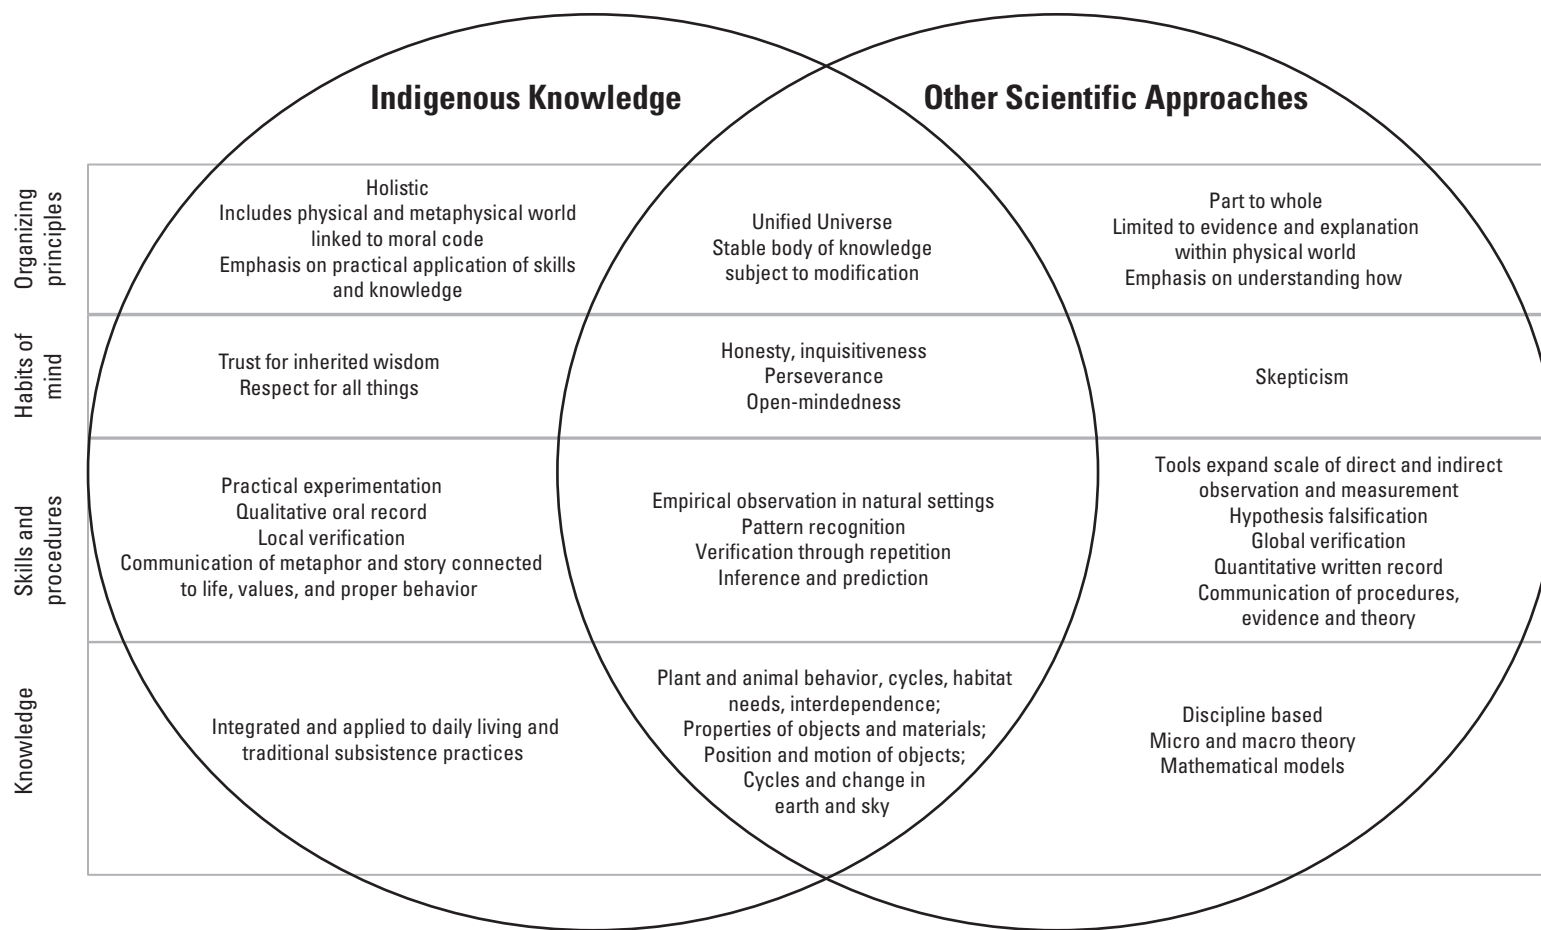 Indigenous Knowledge
Other Scientific Approaches
Organizing
principles
Holistic
Includes physical and metaphysical world
linked to moral code
Emphasis on practical application of skills
and knowledge
Unified Universe
Stable body of knowledge
subject to modification
Part to whole
Limited to evidence and explanation
within physical world
Emphasis on understanding how
Habits of
mind
Trust for inherited wisdom
Respect for all things
Honesty, inquisitiveness
Perseverance
Open-mindedness
Skepticism
Skills and
procedures
Practical experimentation
Qualitative oral record
Local verification
Communication of metaphor and story connected
to life, values, and proper behavior
Empirical observation in natural settings
Pattern recognition
Verification through repetition
Inference and prediction
Tools expand scale of direct and indirect
observation and measurement
Hypothesis falsification
Global verification
Quantitative written record
Communication of procedures,
evidence and theory
Knowledge
Integrated and applied to daily living and
traditional subsistence practices
Plant and animal behavior, cycles, habitat
needs, interdependence;
Properties of objects and materials;
Position and motion of objects;
Cycles and change in
earth and sky
Discipline based
Micro and macro theory
Mathematical models